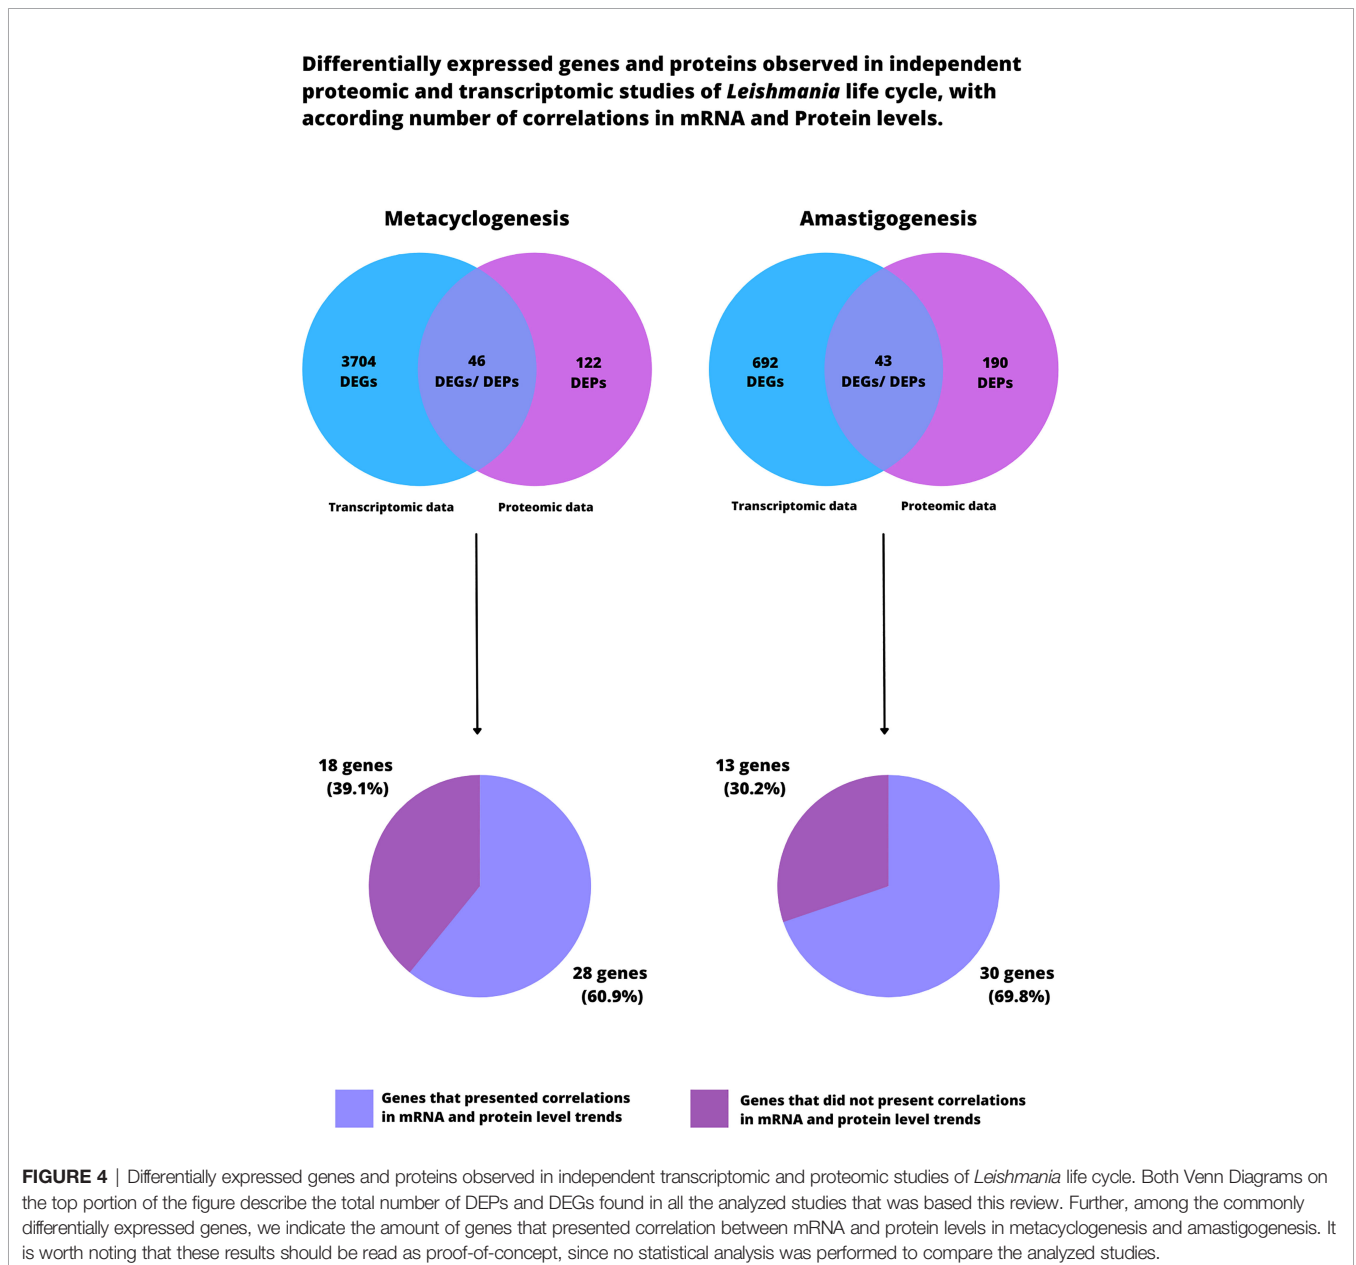 Differentially expressed genes and proteins observed in independent
proteomic and transcriptomic studies of Leishmania life cycle, with
according number of correlations in mRNA and Protein levels.
Metacyclogenesis
Amastigogenesis
3704
DEGs
46
DEGs/ DEPs
122
DEPs
692
DEGs
43
DEGs/ DEPs
190
DEPs
Transcriptomic data
Proteomic data
Transcriptomic data
Proteomic data
18 genes
(39.1%)
28 genes
(60.9%)
13 genes
(30.2%)
30 genes
(69.8%)
Genes that presented correlations
in mRNA and protein level trends
Genes that did not present correlations
in mRNA and protein level trends
FIGURE 4 | Differentially expressed genes and proteins observed in independent transcriptomic and proteomic studies of Leishmania life cycle. Both Venn Diagrams on
the top portion of the figure describe the total number of DEPs and DEGs found in all the analyzed studies that was based this review. Further, among the commonly
differentially expressed genes, we indicate the amount of genes that presented correlation between mRNA and protein levels in metacyclogenesis and amastigogenesis. It
is worth noting that these results should be read as proof-of-concept, since no statistical analysis was performed to compare the analyzed studies.